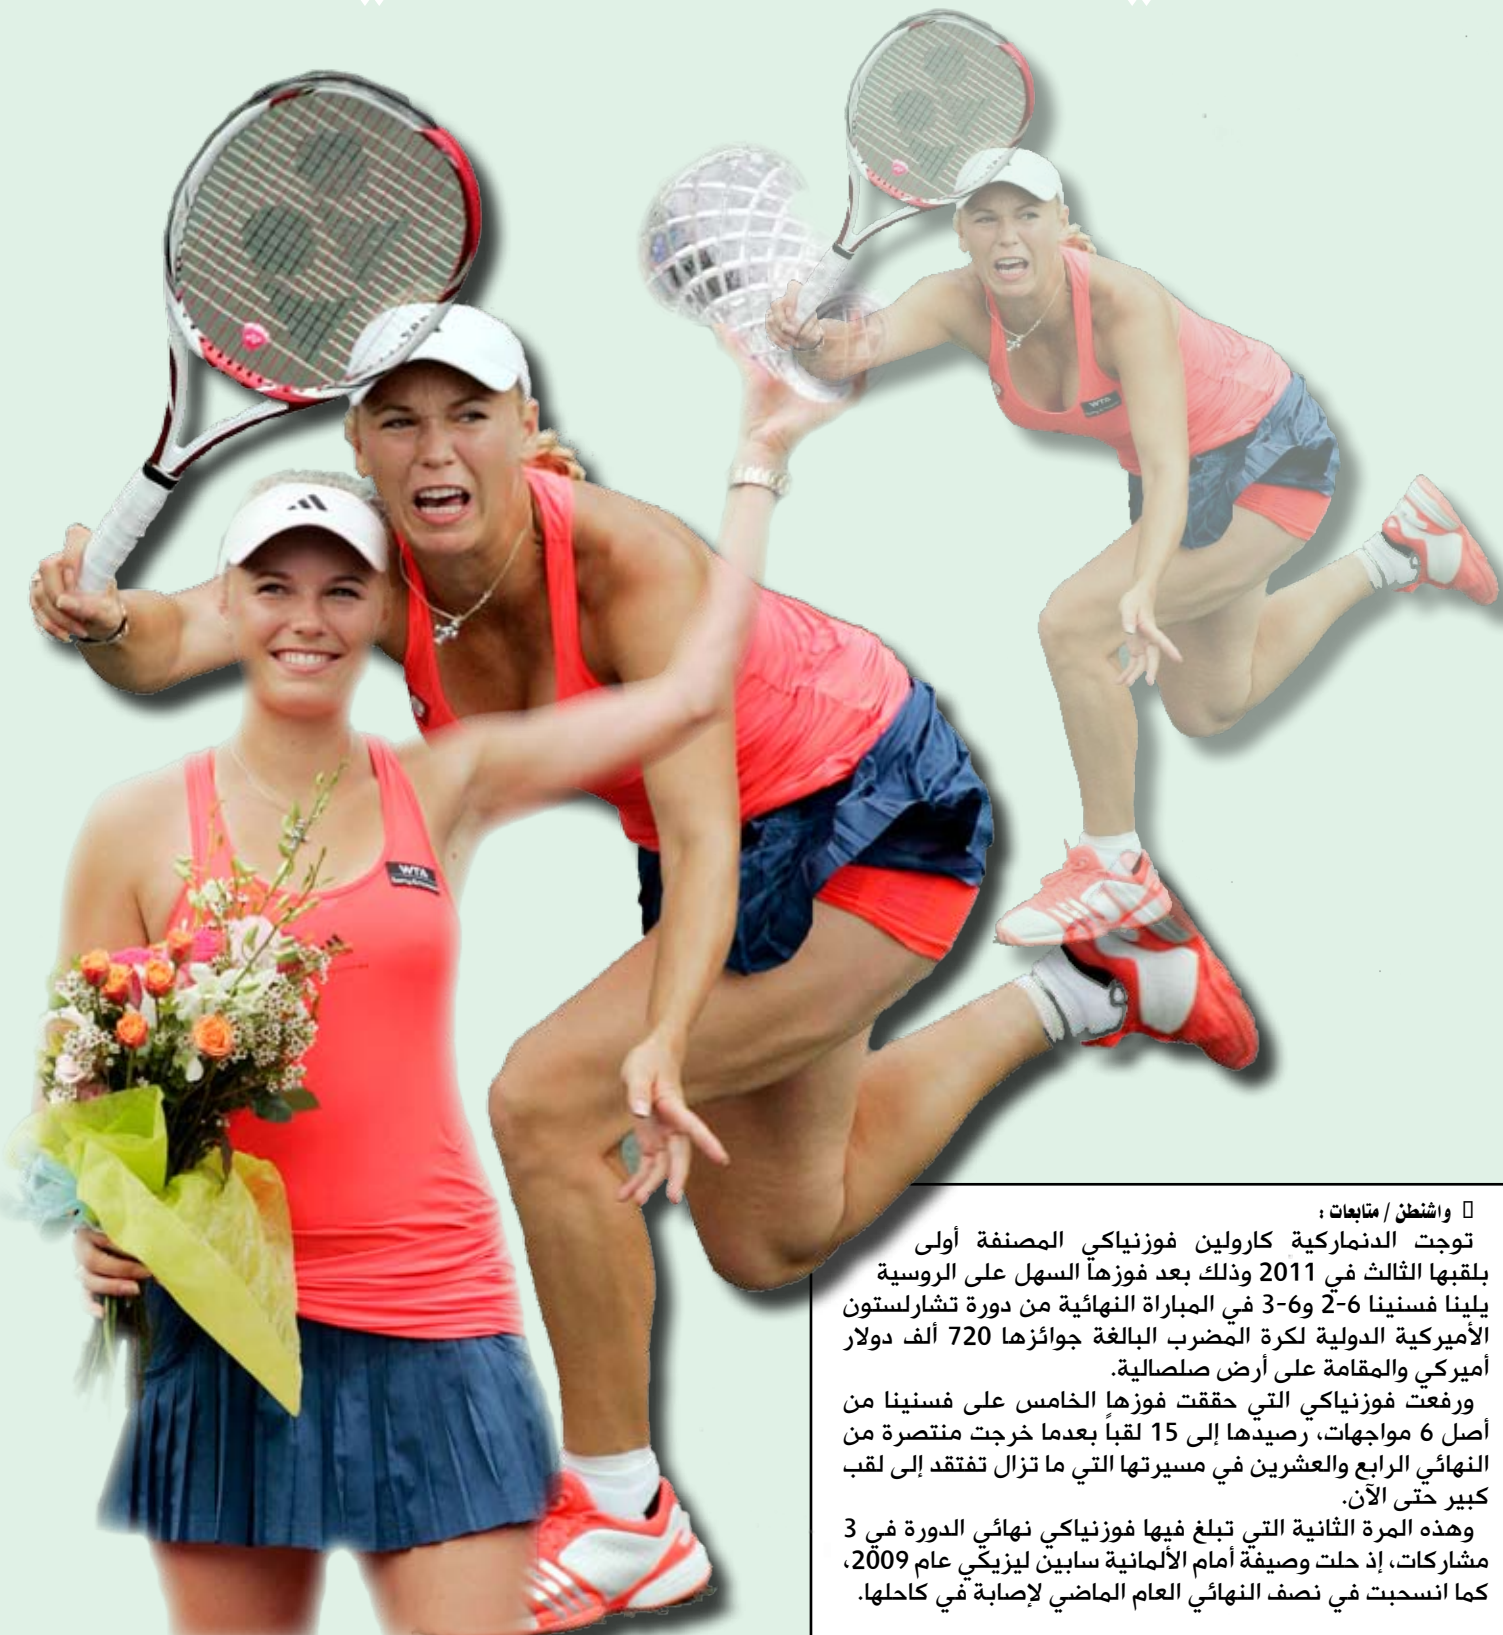 واشنطن / متابعات :
توجت الدنماركية كارولين فوزنياكي المصنفة أولى
بلقبها الثالث في 2011 وذلك بعد فوزها السهل على الروسية
يلينا فسنينا 6-2 و6-3 في المباراة النهائية من دورة تشارلستون
الأميركية الدولية لكرة المضرب البالغة جوائزها 720 ألف دولار
أميركي والمقامة على أرض صلصالية.
ورفعت فوزنياكي التي حققت فوزها الخامس على فسنينا من
أصل 6 مواجهات، رصيدها إلى 15 لقباً بعدما خرجت منتصرة من
النهائي الرابع والعشرين في مسيرتها التي ما تزال تفتقد إلى لقب
كبير حتى الآن.
وهذه المرة الثانية التي تبلغ فيها فوزنياكي نهائي الدورة في 3
مشاركات، إذ حلت وصيفة أمام الألمانية سابين ليزيكي عام 2009،
كما انسحبت في نصف النهائي العام الماضي لإصابة في كاحلها.
WTA
WTA